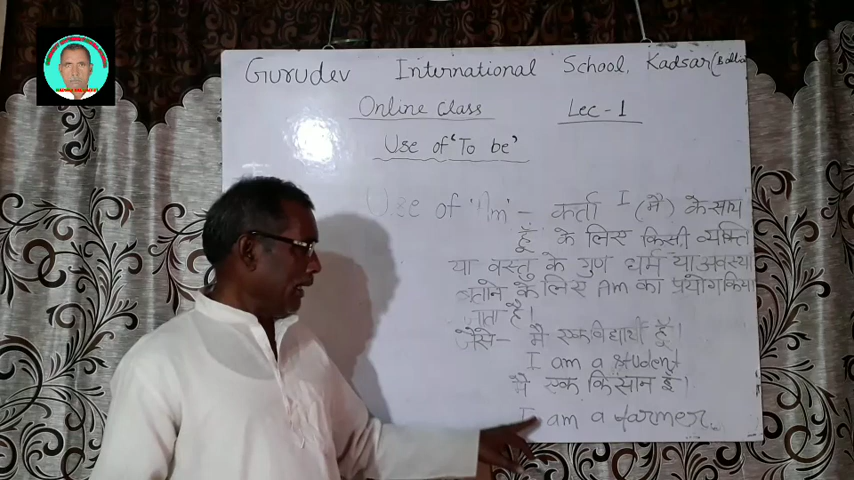 Gurudev International School, Kadsar (Ballia
Online class Lec-1
Use of 'To be'
Use of 'Am' - कर्ता I (मै) के साथ
हूँ के लिए किसी व्यक्ति
या वस्तु के गुण धर्म या अवस्था
बताने के लिए Am का प्रयोग किया
जाता है।
जैसे- मै एक विद्यार्थी हूँ।
I am a student
मै एक किसान हूँ।
I am a farmer.